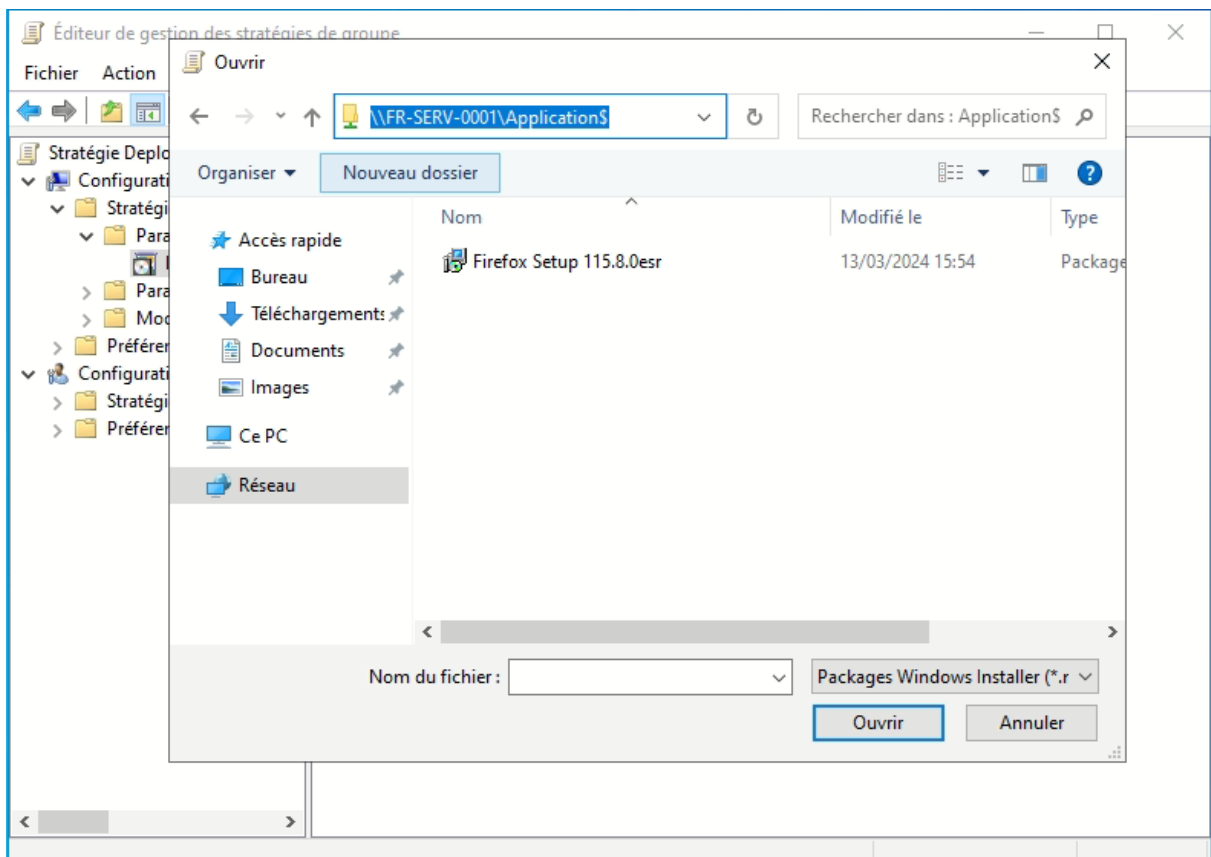 Éditeur de gestion des stratégies de groupe
Ouvrir
Fichier Action
\\FR-SERV-0001\Application$
Rechercher dans : Application$
Organiser
Nouveau dossier
?
Stratégie Deplo
Configurati
Stratégi
Para
Para
Mod
Préférer
Configurati
Stratégi
Préférer
Accès rapide
Bureau
Téléchargements
Documents
Images
Ce PC
Réseau
Nom Modifié le Type
Firefox Setup 115.8.0esr 13/03/2024 15:54 Package
Nom du fichier :
Packages Windows Installer (*.r
Ouvrir Annuler